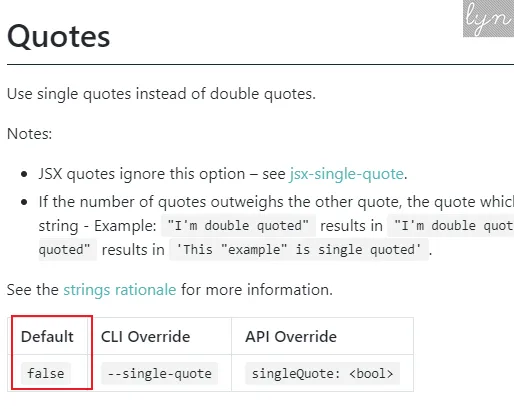 lyn
Quotes
Use single quotes instead of double quotes.
Notes:
JSX quotes ignore this option – see jsx-single-quote.
If the number of quotes outweighs the other quote, the quote which
string - Example: "I'm double quoted" results in "I'm double quot
quoted" results in 'This "example" is single quoted'.
See the strings rationale for more information.
Default CLI Override API Override
false --single-quote singleQuote: <bool>